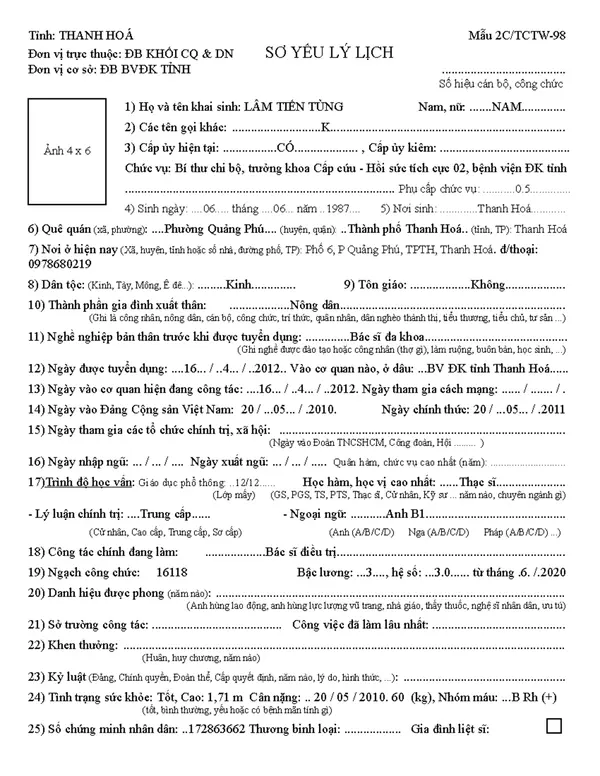 Tỉnh: THANH HOÁ Mẫu 2C/TCTW-98
Đơn vị trực thuộc: ĐB KHỐI CQ & DN SƠ YẾU LÝ LỊCH
Đơn vị cơ sở: ĐB BVĐK TỈNH ........................................
Số hiệu cán bộ, công chức
Ảnh 4 x 6
1) Họ và tên khai sinh: LÂM TIẾN TÙNG Nam, nữ: .......NAM..............
2) Các tên gọi khác: ............................K..........................................................................
3) Cấp ủy hiện tại: .................CÓ.................... , Cấp ủy kiêm: ..................................
Chức vụ: Bí thư chi bộ, trưởng khoa Cấp cứu - Hồi sức tích cực 02, bệnh viện ĐK tỉnh
...................................................................................... Phụ cấp chức vụ: ...........0.5.............
4) Sinh ngày: ....06..... tháng ....06... năm ..1987.... 5) Nơi sinh: ............Thanh Hoá...........
6) Quê quán (xã, phường): ....Phường Quảng Phú.... (huyện, quận): ..Thành phố Thanh Hoá.. (tỉnh, TP): Thanh Hoá
7) Nơi ở hiện nay (Xã, huyện, tỉnh hoặc số nhà, đường phố, TP): Phố 6, P Quảng Phú, TPTH, Thanh Hoá. đ/thoại:
0978680219
8) Dân tộc: (Kinh, Tày, Mông, Ê đê...): .........Kinh.............. 9) Tôn giáo: ...................Không..................
10) Thành phần gia đình xuất thân: ...................Nông dân.......................................................................
(Ghi là công nhân, nông dân, cán bộ, công chức, trí thức, quân nhân, dân nghèo thành thị, tiểu thương, tiểu chủ, tư sản ...)
11) Nghề nghiệp bản thân trước khi được tuyển dụng: ..............Bác sĩ đa khoa.............................................
(Ghi nghề được đào tạo hoặc công nhân (thợ gì), làm ruộng, buôn bán, học sinh, ...)
12) Ngày được tuyển dụng: ....16... / ..4... / ..2012.. Vào cơ quan nào, ở đâu: ...BV ĐK tỉnh Thanh Hoá......
13) Ngày vào cơ quan hiện đang công tác: ....16... / ..4... / ..2012. Ngày tham gia cách mạng: ...... / ....... / .
14) Ngày vào Đảng Cộng sản Việt Nam: 20 / ...05... / .2010. Ngày chính thức: 20 / ...05... / .2011
15) Ngày tham gia các tổ chức chính trị, xã hội: ..........................................................................................
(Ngày vào Đoàn TNCSHCM, Công đoàn, Hội ......... )
16) Ngày nhập ngũ: ... / ... / .... Ngày xuất ngũ: ... / ... / ..... Quân hàm, chức vụ cao nhất (năm): ........................
17)Trình độ học vấn: Giáo dục phổ thông: ..12/12...... Học hàm, học vị cao nhất: ......Thạc sĩ......................
(Lớp mấy) (GS, PGS, TS, PTS, Thạc sĩ, Cử nhân, Kỹ sư ... năm nào, chuyên ngành gì)
- Lý luận chính trị: ....Trung cấp...... - Ngoại ngữ: ...........Anh B1.............................................
(Cử nhân, Cao cấp, Trung cấp, Sơ cấp) (Anh (A/B/C/D) Nga (A/B/C/D) Pháp (A/B/C/D) ...)
18) Công tác chính đang làm: ...................Bác sĩ điều trị........................................................................
19) Ngạch công chức: 16118 Bậc lương: ...3...., hệ số: ...3.0...... từ tháng .6. /.2020
20) Danh hiệu được phong (năm nào): .............................................................................................................
(Anh hùng lao động, anh hùng lực lượng vũ trang, nhà giáo, thầy thuốc, nghệ sĩ nhân dân, ưu tú)
21) Sở trường công tác: ......................................... Công việc đã làm lâu nhất: ..........................................
22) Khen thưởng: ...........................................................................................................................................
(Huân, huy chương, năm nào)
23) Kỷ luật (Đảng, Chính quyền, Đoàn thể, Cấp quyết định, năm nào, lý do, hình thức, ...): ....................................................
24) Tình trạng sức khỏe: Tốt, Cao: 1,71 m Cân nặng: .. 20 / 05 / 2010. 60 (kg), Nhóm máu: ...B Rh (+)
(tốt, bình thường, yếu hoặc có bệnh mãn tính gì)
25) Số chứng minh nhân dân: ..172863662 Thương binh loại: .................. Gia đình liệt sĩ: